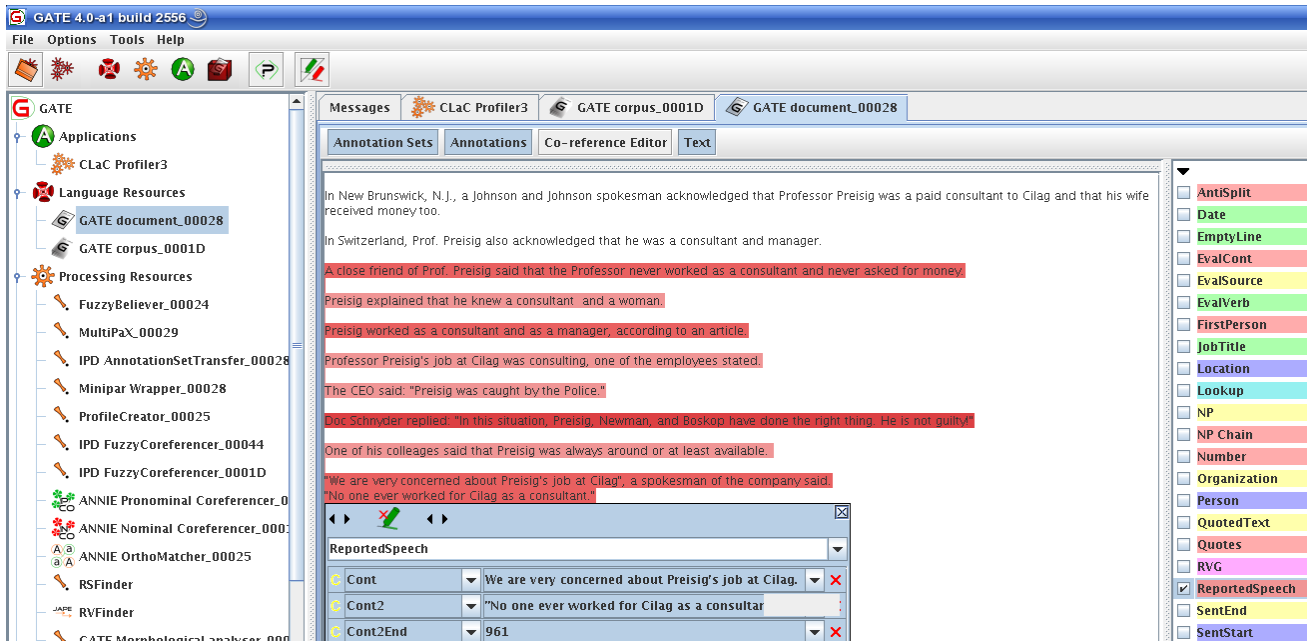 GATE 4.0-a1 build 2556
File Options Tools Help
GATE
Applications
CLaC Profiler3
Language Resources
GATE document_00028
GATE corpus_0001D
Processing Resources
FuzzyBeliever_00024
MultiPaX_00029
IPD AnnotationSetTransfer_00028
Minipar Wrapper_00028
ProfileCreator_00025
IPD FuzzyCoreferencer_00044
IPD FuzzyCoreferencer_0001D
ANNIE Pronominal Coreferencer_0
ANNIE Nominal Coreferencer_000
ANNIE OrthoMatcher_00025
RSFinder
RVFinder
GATE Morphological analyser_000
Messages
CLaC Profiler3
GATE corpus_0001D
GATE document_00028
Annotation Sets
Annotations
Co-reference Editor
Text
In New Brunswick, N.J., a Johnson and Johnson spokesman acknowledged that Professor Preisig was a paid consultant to Cilag and that his wife
received money too.
In Switzerland, Prof. Preisig also acknowledged that he was a consultant and manager.
A close friend of Prof. Preisig said that the Professor never worked as a consultant and never asked for money.
Preisig explained that he knew a consultant and a woman.
Preisig worked as a consultant and as a manager, according to an article.
Professor Preisig's job at Cilag was consulting, one of the employees stated.
The CEO said: "Preisig was caught by the Police."
Doc Schnyder replied: "In this situation, Preisig, Newman, and Boskop have done the right thing. He is not guilty!"
One of his colleages said that Preisig was always around or at least available.
"We are very concerned about Preisig's job at Cilag", a spokesman of the company said.
"No one ever worked for Cilag as a consultant."
ReportedSpeech
C Cont We are very concerned about Preisig's job at Cilag.
C Cont2 "No one ever worked for Cilag as a consultan
C Cont2End 961
AntiSplit
Date
EmptyLine
EvalCont
EvalSource
EvalVerb
FirstPerson
JobTitle
Location
Lookup
NP
NP Chain
Number
Organization
Person
QuotedText
Quotes
RVG
ReportedSpeech
SentEnd
SentStart